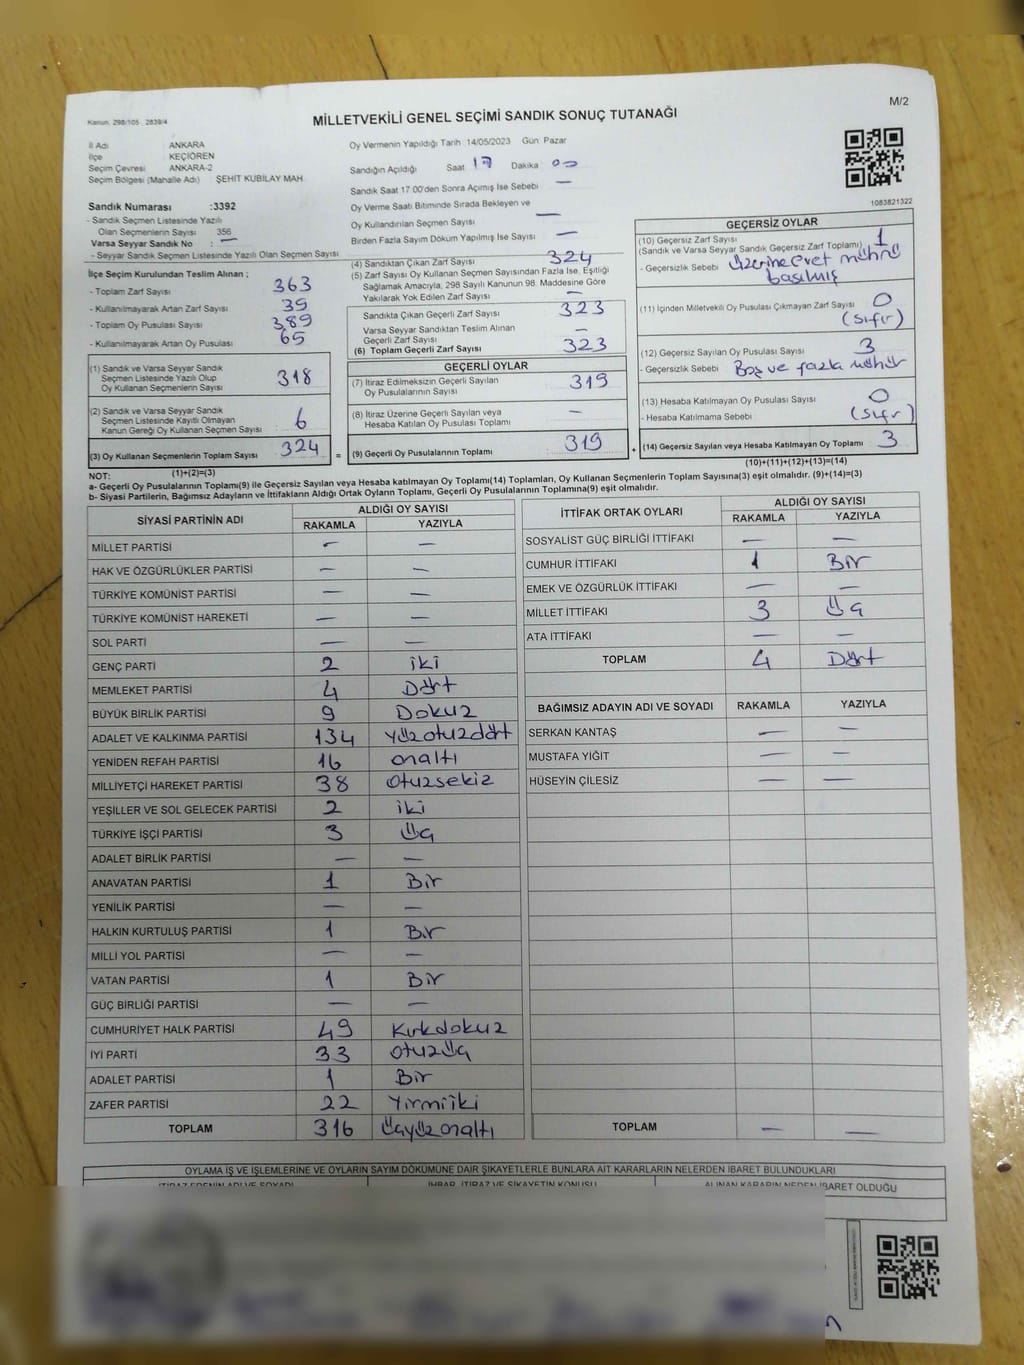 M/2
Kanun: 298/105 , 2839/4
MİLLETVEKİLİ GENEL SEÇİMİ SANDIK SONUÇ TUTANAĞI
İl Adı ANKARA
İlçe KEÇİÖREN
Seçim Çevresi ANKARA-2
Seçim Bölgesi (Mahalle Adı) ŞEHİT KUBİLAY MAH.
Sandık Numarası :3392
- Sandık Seçmen Listesinde Yazılı
Olan Seçmenlerin Sayısı 356
Varsa Seyyar Sandık No : —
- Seyyar Sandık Seçmen Listesinde Yazılı Olan Seçmen Sayısı
İlçe Seçim Kurulundan Teslim Alınan ;
- Toplam Zarf Sayısı 363
- Kullanılmayarak Artan Zarf Sayısı 39
- Toplam Oy Pusulası Sayısı 389
- Kullanılmayarak Artan Oy Pusulası 65
(1) Sandık ve Varsa Seyyar Sandık
Seçmen Listesinde Yazılı Olup
Oy Kullanan Seçmenlerin Sayısı 318
(2) Sandık ve Varsa Seyyar Sandık
Seçmen Listesinde Kayıtlı Olmayan
Kanun Gereği Oy Kullanan Seçmen Sayısı 6
(3) Oy Kullanan Seçmenlerin Toplam Sayısı 324
(1)+(2)=(3)
Oy Vermenin Yapıldığı Tarih 14/05/2023 Gün Pazar
Sandığın Açıldığı Saat 17 Dakika 00
Sandık Saat 17:00'den Sonra Açımış İse Sebebi —
Oy Verme Saati Bitiminde Sırada Bekleyen ve
Oy Kullandırılan Seçmen Sayısı —
Birden Fazla Sayım Döküm Yapılmış İse Sayısı —
(4) Sandıktan Çıkan Zarf Sayısı 324
(5) Zarf Sayısı Oy Kullanan Seçmen Sayısından Fazla İse, Eşitliği
Sağlamak Amacıyla, 298 Sayılı Kanunun 98. Maddesine Göre
Yakılarak Yok Edilen Zarf Sayısı —
Sandıkta Çıkan Geçerli Zarf Sayısı 323
Varsa Seyyar Sandıktan Teslim Alınan
Geçerli Zarf Sayısı —
(6) Toplam Geçerli Zarf Sayısı 323
GEÇERLİ OYLAR
(7) İtiraz Edilmeksizin Geçerli Sayılan
Oy Pusulalarının Sayısı 319
(8) İtiraz Üzerine Geçerli Sayılan veya
Hesaba Katılan Oy Pusulası Toplamı —
= (9) Geçerli Oy Pusulalarının Toplamı 319 +
1083821322
GEÇERSİZ OYLAR
(10) Geçersiz Zarf Sayısı 1
(Sandık ve Varsa Seyyar Sandık Geçersiz Zarf Toplamı)
- Geçersizlik Sebebi Üzerine evet mührü
basılmış
(11) İçinden Milletvekili Oy Pusulası Çıkmayan Zarf Sayısı 0
(sıfır)
(12) Geçersiz Sayılan Oy Pusulası Sayısı 3
- Geçersizlik Sebebi Boş ve fazla mühür
(13) Hesaba Katılmayan Oy Pusulası Sayısı 0
- Hesaba Katılmama Sebebi (sıfır)
(14) Geçersiz Sayılan veya Hesaba Katılmayan Oy Toplamı 3
(10)+(11)+(12)+(13)=(14)
NOT:
a- Geçerli Oy Pusulalarının Toplamı(9) ile Geçersiz Sayılan veya Hesaba katılmayan Oy Toplamı(14) Toplamları, Oy Kullanan Seçmenlerin Toplam Sayısına(3) eşit olmalıdır. (9)+(14)=(3)
b- Siyasi Partilerin, Bağımsız Adayların ve İttifakların Aldığı Ortak Oyların Toplamı, Geçerli Oy Pusulalarının Toplamına(9) eşit olmalıdır.
SİYASİ PARTİNİN ADI ALDIĞI OY SAYISI
RAKAMLA YAZIYLA
MİLLET PARTİSİ — —
HAK VE ÖZGÜRLÜKLER PARTİSİ — —
TÜRKİYE KOMÜNİST PARTİSİ — —
TÜRKİYE KOMÜNİST HAREKETİ — —
SOL PARTİ — —
GENÇ PARTİ 2 iki
MEMLEKET PARTİSİ 4 Dört
BÜYÜK BİRLİK PARTİSİ 9 Dokuz
ADALET VE KALKINMA PARTİSİ 134 yüzotuzdört
YENİDEN REFAH PARTİSİ 16 onaltı
MİLLİYETÇİ HAREKET PARTİSİ 38 otuzsekiz
YEŞİLLER VE SOL GELECEK PARTİSİ 2 iki
TÜRKİYE İŞÇİ PARTİSİ 3 üç
ADALET BİRLİK PARTİSİ — —
ANAVATAN PARTİSİ 1 Bir
YENİLİK PARTİSİ — —
HALKIN KURTULUŞ PARTİSİ 1 Bir
MİLLİ YOL PARTİSİ — —
VATAN PARTİSİ 1 Bir
GÜÇ BİRLİĞİ PARTİSİ — —
CUMHURİYET HALK PARTİSİ 49 Kırkdokuz
İYİ PARTİ 33 otuzüç
ADALET PARTİSİ 1 Bir
ZAFER PARTİSİ 22 Yirmiiki
TOPLAM 316 üçyüzonaltı
İTTİFAK ORTAK OYLARI ALDIĞI OY SAYISI
RAKAMLA YAZIYLA
SOSYALİST GÜÇ BİRLİĞİ İTTİFAKI — —
CUMHUR İTTİFAKI 1 Bir
EMEK VE ÖZGÜRLÜK İTTİFAKI — —
MİLLET İTTİFAKI 3 üç
ATA İTTİFAKI — —
TOPLAM 4 Dört
BAĞIMSIZ ADAYIN ADI VE SOYADI RAKAMLA YAZIYLA
SERKAN KANTAŞ — —
MUSTAFA YİĞİT — —
HÜSEYİN ÇİLESİZ — —
TOPLAM — —
OYLAMA İŞ VE İŞLEMLERİNE VE OYLARIN SAYIM DÖKÜMÜNE DAİR ŞİKAYETLERLE BUNLARA AİT KARARLARIN NELERDEN İBARET BULUNDUKLARI
İTİRAZ EDENİN ADI VE SOYADI İHBAR, İTİRAZ VE ŞİKAYETİN KONUSU ALINAN KARARIN NEDEN İBARET OLDUĞU